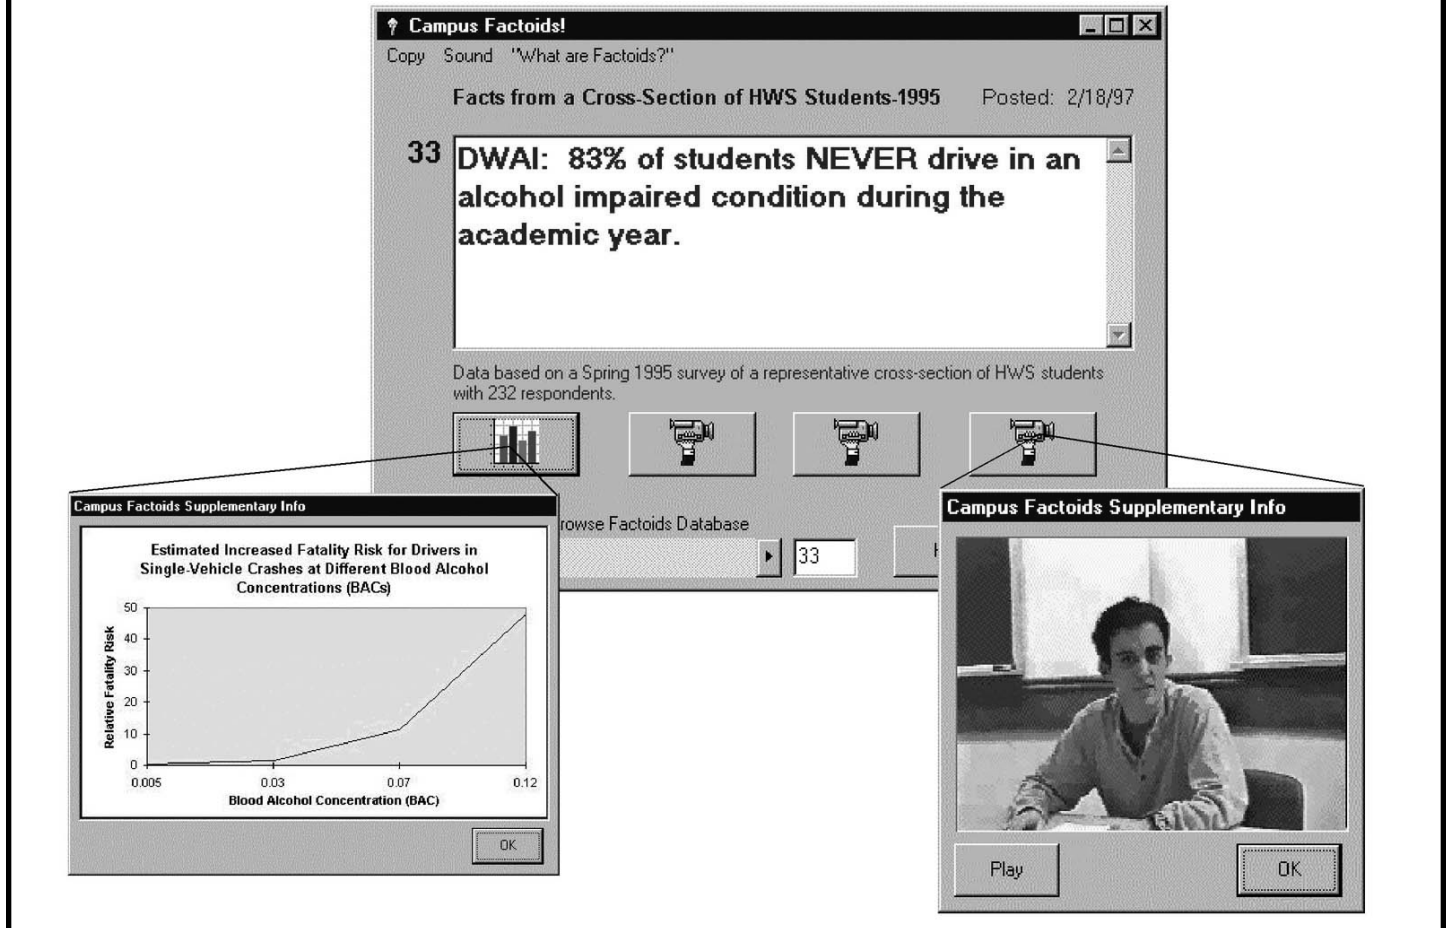 Campus Factoids!
Copy Sound "What are Factoids?"
Facts from a Cross-Section of HWS Students-1995 Posted: 2/18/97
33
DWAI: 83% of students NEVER drive in an
alcohol impaired condition during the
academic year.
Data based on a Spring 1995 survey of a representative cross-section of HWS students
with 232 respondents.
rowse Factoids Database
33
H
Campus Factoids Supplementary Info
Estimated Increased Fatality Risk for Drivers in
Single-Vehicle Crashes at Different Blood Alcohol
Concentrations (BACs)
Relative Fatality Risk
50
40
30
20
10
0
0.005 0.03 0.07 0.12
Blood Alcohol Concentration (BAC)
OK
Campus Factoids Supplementary Info
Play OK